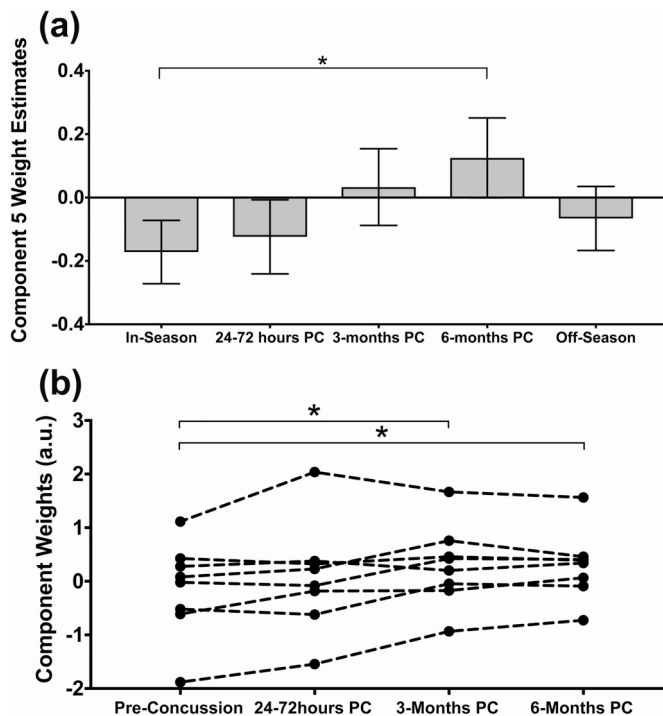 (a)
*
Component 5 Weight Estimates
0.4
0.2
0.0
-0.2
-0.4
In-Season 24-72 hours PC 3-months PC 6-months PC Off-Season
(b)
*
*
Component Weights (a.u.)
3
2
1
0
-1
-2
Pre-Concussion 24-72hours PC 3-Months PC 6-Months PC